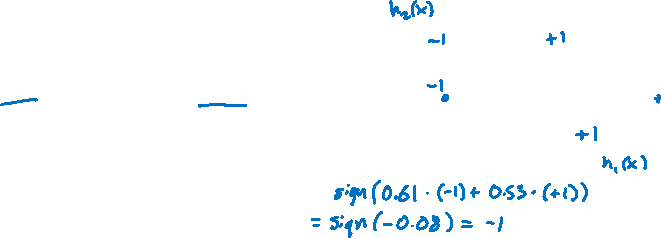 h₂(x)
-1 +1
-1
+1
h₁(x)
sign(0.61 · (-1) + 0.53 · (+1))
= sign(-0.08) = -1